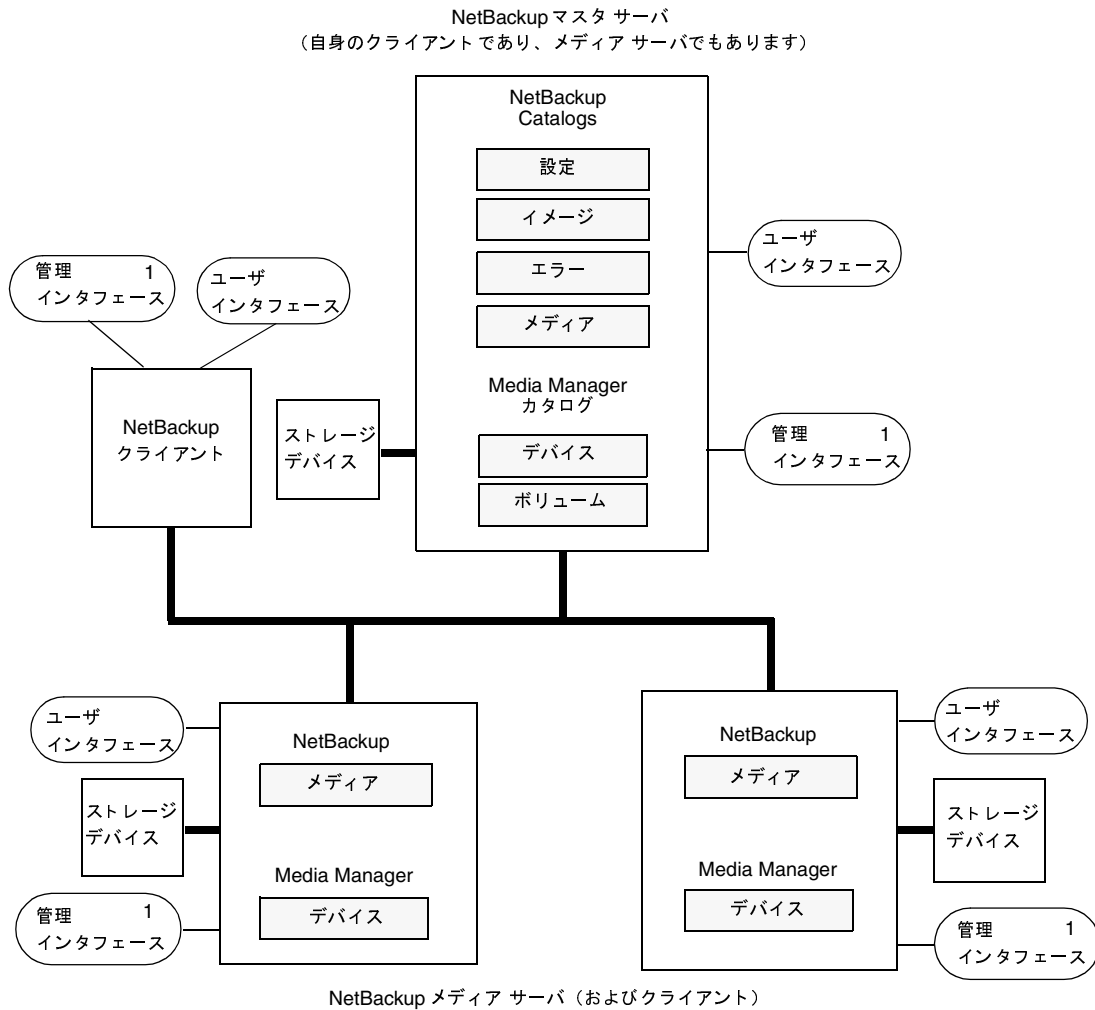 NetBackup マスタ サーバ
（自身のクライアントであり、メディア サーバでもあります）
NetBackup
Catalogs
設定
イメージ
エラー
メディア
Media Manager
カタログ
デバイス
ボリューム
ユーザ
インタフェース
管理 1
インタフェース
管理 1
インタフェース
ユーザ
インタフェース
NetBackup
クライアント
ストレージ
デバイス
ユーザ
インタフェース
ストレージ
デバイス
管理 1
インタフェース
NetBackup
メディア
Media Manager
デバイス
NetBackup
メディア
Media Manager
デバイス
ユーザ
インタフェース
ストレージ
デバイス
管理 1
インタフェース
NetBackup メディア サーバ（およびクライアント）